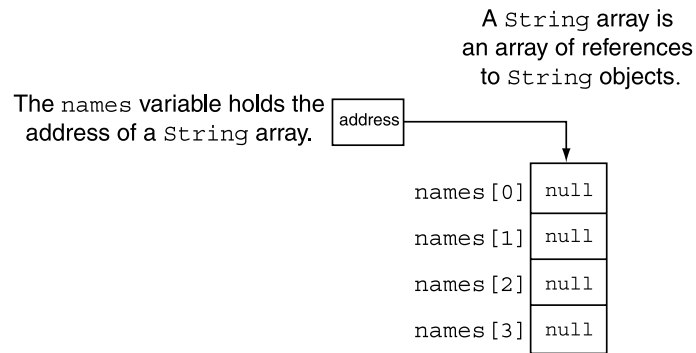 A String array is
an array of references
to String objects.
The names variable holds the
address of a String array.
address
names[0] null
names[1] null
names[2] null
names[3] null